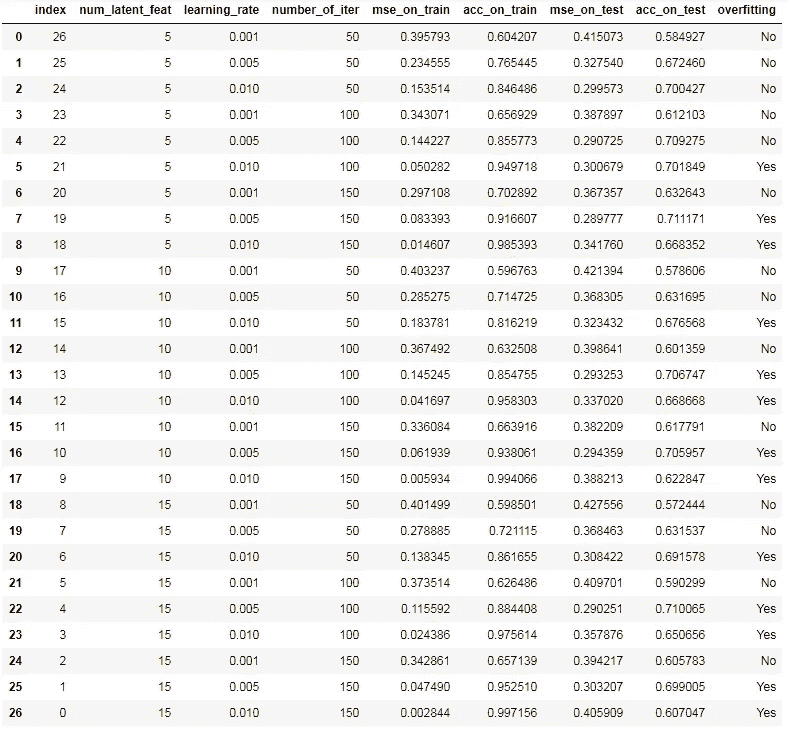 index num_latent_feat learning_rate number_of_iter mse_on_train acc_on_train mse_on_test acc_on_test overfitting
0 26 5 0.001 50 0.395793 0.604207 0.415073 0.584927 No
1 25 5 0.005 50 0.234555 0.765445 0.327540 0.672460 No
2 24 5 0.010 50 0.153514 0.846486 0.299573 0.700427 No
3 23 5 0.001 100 0.343071 0.656929 0.387897 0.612103 No
4 22 5 0.005 100 0.144227 0.855773 0.290725 0.709275 No
5 21 5 0.010 100 0.050282 0.949718 0.300679 0.701849 Yes
6 20 5 0.001 150 0.297108 0.702892 0.367357 0.632643 No
7 19 5 0.005 150 0.083393 0.916607 0.289777 0.711171 Yes
8 18 5 0.010 150 0.014607 0.985393 0.341760 0.668352 Yes
9 17 10 0.001 50 0.403237 0.596763 0.421394 0.578606 No
10 16 10 0.005 50 0.285275 0.714725 0.368305 0.631695 No
11 15 10 0.010 50 0.183781 0.816219 0.323432 0.676568 Yes
12 14 10 0.001 100 0.367492 0.632508 0.398641 0.601359 No
13 13 10 0.005 100 0.145245 0.854755 0.293253 0.706747 Yes
14 12 10 0.010 100 0.041697 0.958303 0.337020 0.668668 Yes
15 11 10 0.001 150 0.336084 0.663916 0.382209 0.617791 No
16 10 10 0.005 150 0.061939 0.938061 0.294359 0.705957 Yes
17 9 10 0.010 150 0.005934 0.994066 0.388213 0.622847 Yes
18 8 15 0.001 50 0.401499 0.598501 0.427556 0.572444 No
19 7 15 0.005 50 0.278885 0.721115 0.368463 0.631537 No
20 6 15 0.010 50 0.138345 0.861655 0.308422 0.691578 Yes
21 5 15 0.001 100 0.373514 0.626486 0.409701 0.590299 No
22 4 15 0.005 100 0.115592 0.884408 0.290251 0.710065 Yes
23 3 15 0.010 100 0.024386 0.975614 0.357876 0.650656 Yes
24 2 15 0.001 150 0.342861 0.657139 0.394217 0.605783 No
25 1 15 0.005 150 0.047490 0.952510 0.303207 0.699005 Yes
26 0 15 0.010 150 0.002844 0.997156 0.405909 0.607047 Yes